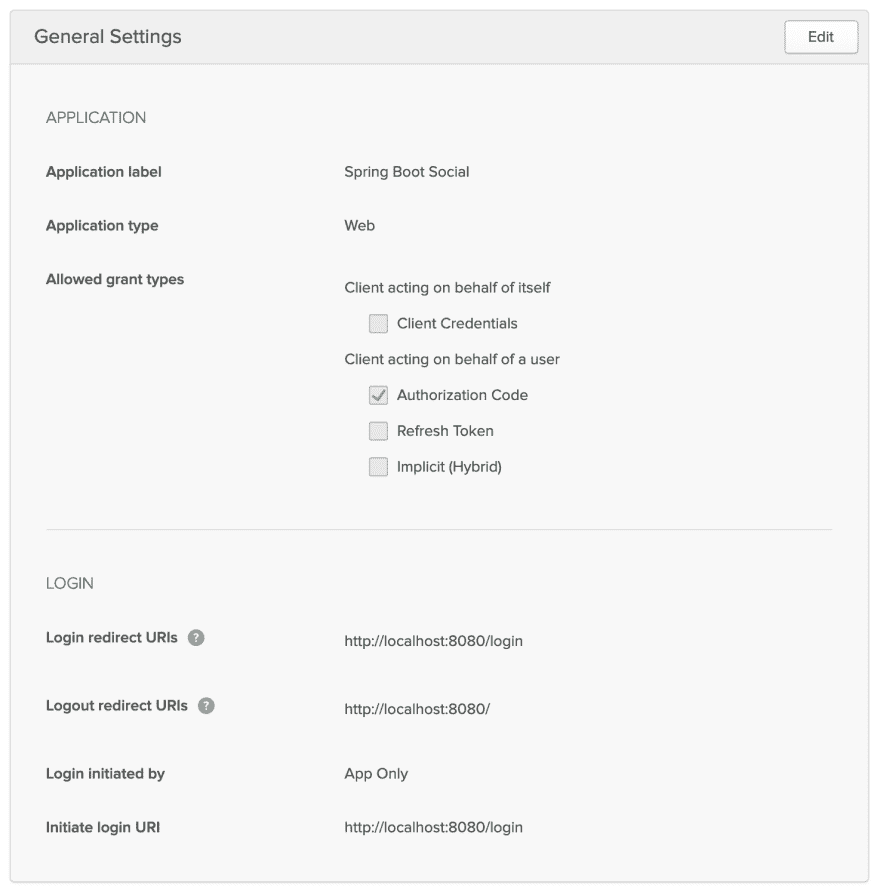 General Settings
Edit
APPLICATION
Application label
Spring Boot Social
Application type
Web
Allowed grant types
Client acting on behalf of itself
Client Credentials
Client acting on behalf of a user
Authorization Code
Refresh Token
Implicit (Hybrid)
LOGIN
Login redirect URIs ?
http://localhost:8080/login
Logout redirect URIs ?
http://localhost:8080/
Login initiated by
App Only
Initiate login URI
http://localhost:8080/login